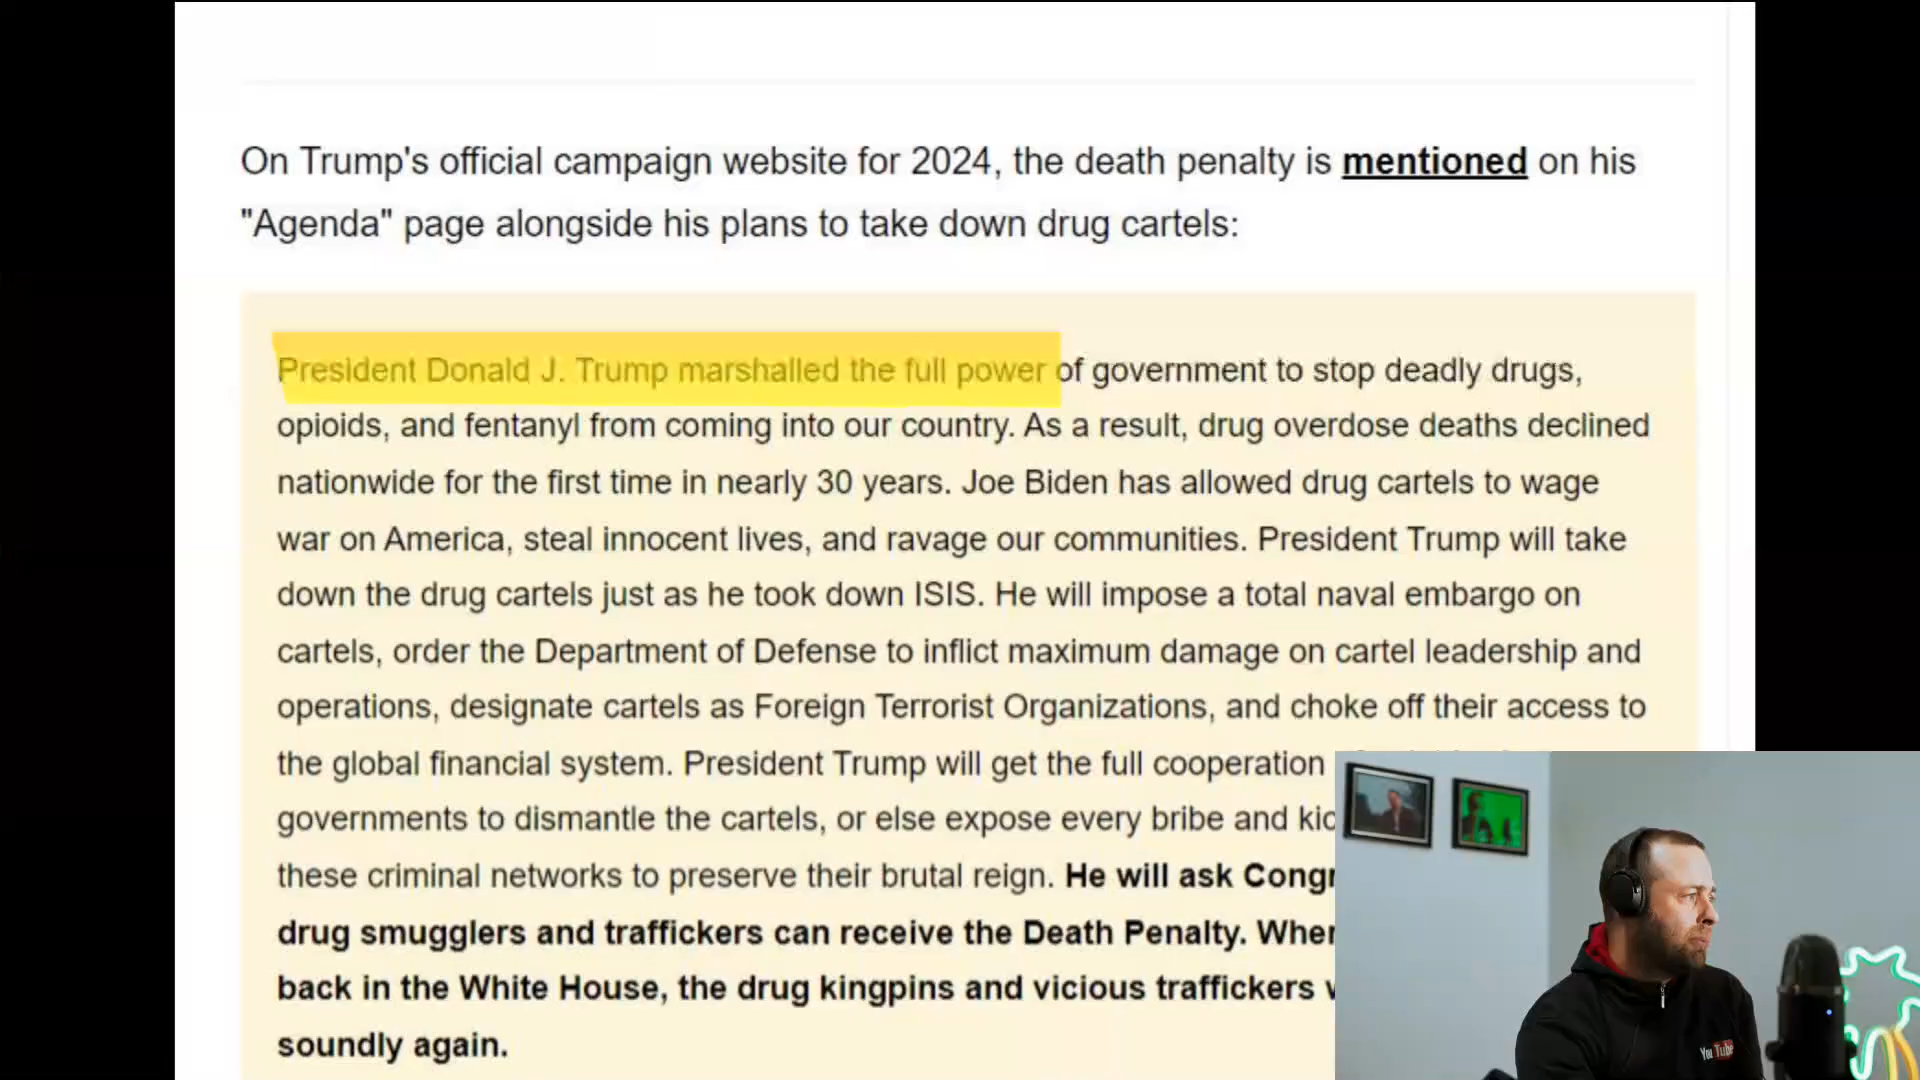 On Trump's official campaign website for 2024, the death penalty is mentioned on his
"Agenda" page alongside his plans to take down drug cartels:
President Donald J. Trump marshalled the full power of government to stop deadly drugs,
opioids, and fentanyl from coming into our country. As a result, drug overdose deaths declined
nationwide for the first time in nearly 30 years. Joe Biden has allowed drug cartels to wage
war on America, steal innocent lives, and ravage our communities. President Trump will take
down the drug cartels just as he took down ISIS. He will impose a total naval embargo on
cartels, order the Department of Defense to inflict maximum damage on cartel leadership and
operations, designate cartels as Foreign Terrorist Organizations, and choke off their access to
the global financial system. President Trump will get the full cooperation
governments to dismantle the cartels, or else expose every bribe and
these criminal networks to preserve their brutal reign. He will ask
drug smugglers and traffickers can receive the Death Penalty.
back in the White House, the drug kingpins and vicious traffickers
soundly again.
YouTube